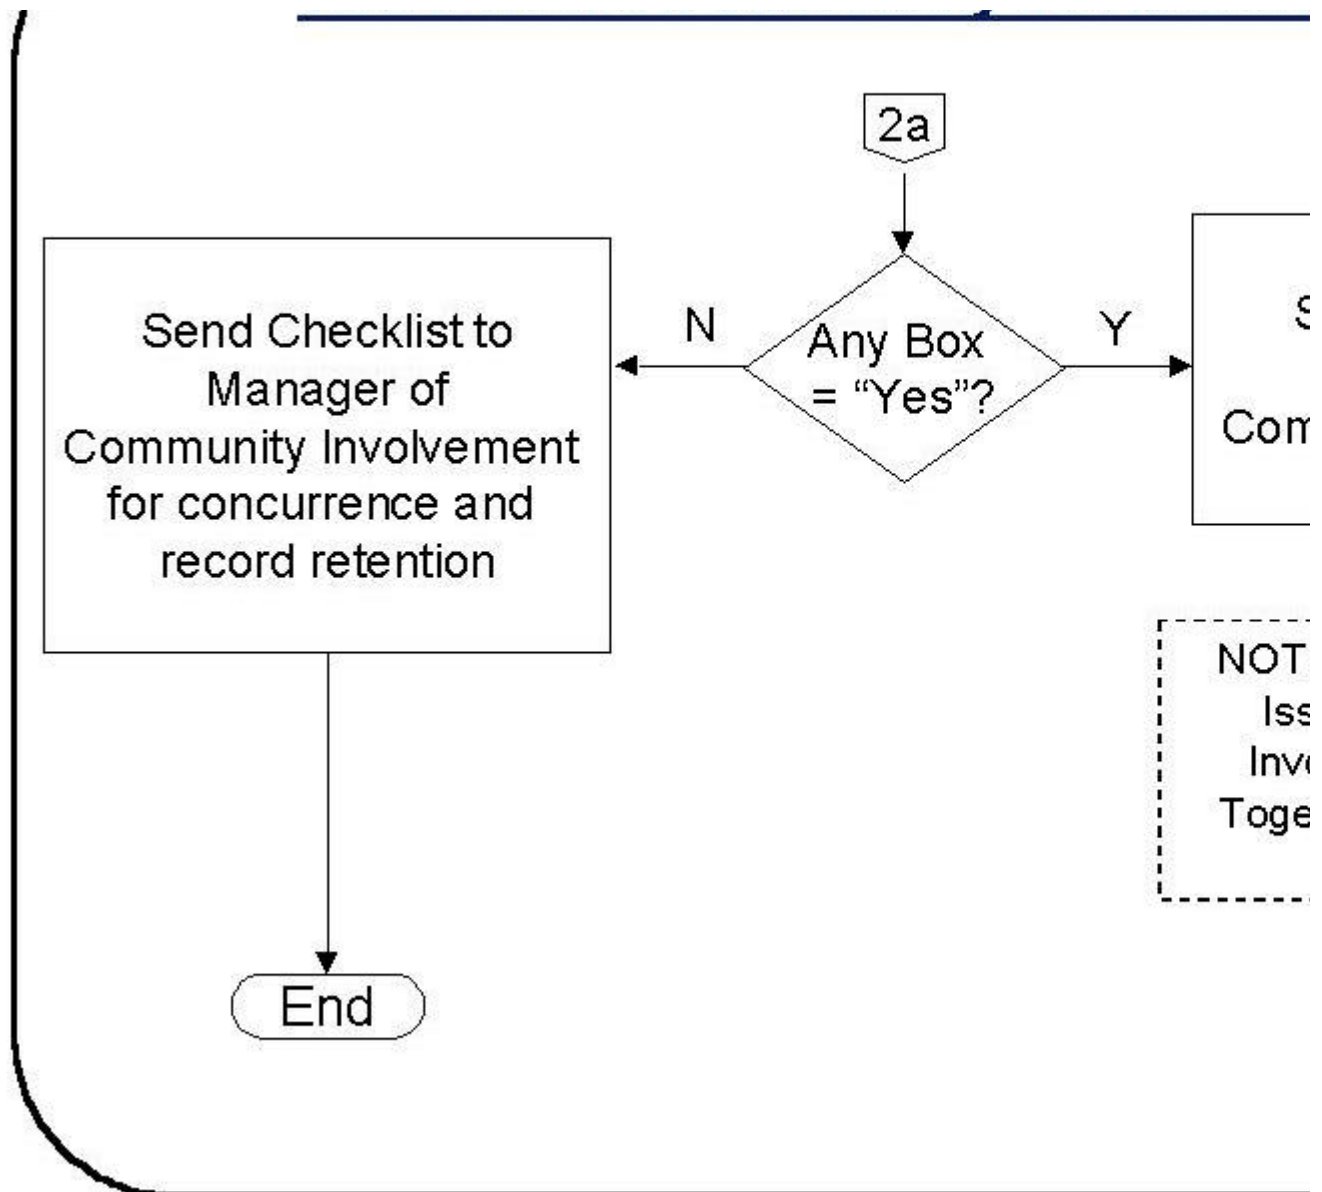 2a
Send Checklist to
Manager of
Community Involvement
for concurrence and
record retention
N
Any Box
= “Yes”?
Y
End